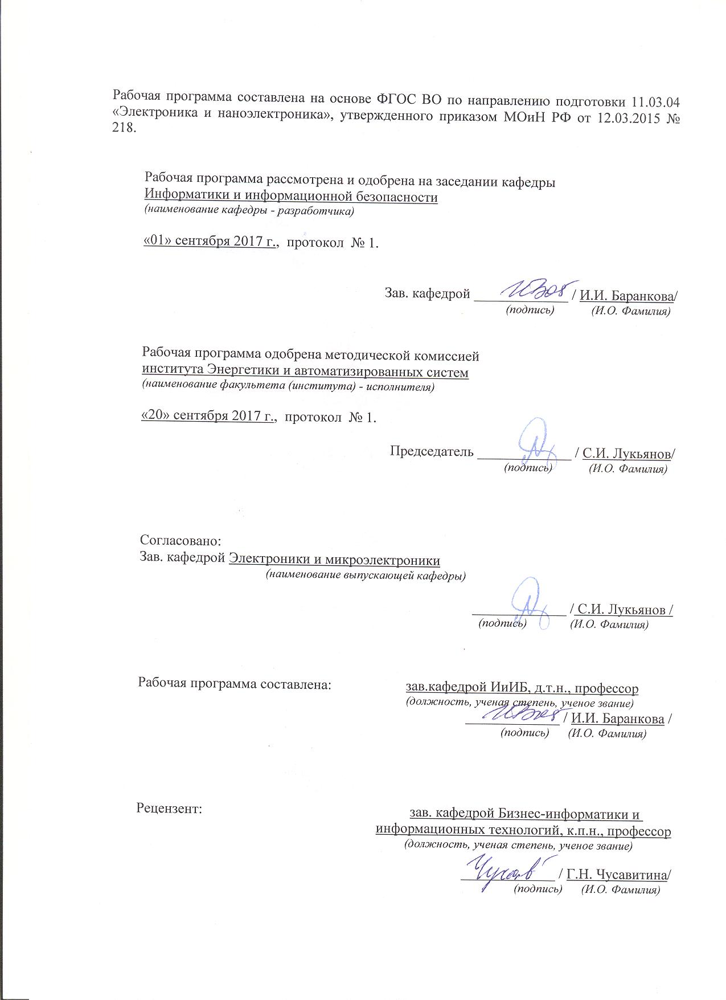 Рабочая программа составлена на основе ФГОС ВО по направлению подготовки 11.03.04
«Электроника и наноэлектроника», утвержденного приказом МОиН РФ от 12.03.2015 №
218.
Рабочая программа рассмотрена и одобрена на заседании кафедры
Информатики и информационной безопасности
(наименование кафедры - разработчика)
«01» сентября 2017 г., протокол № 1.
Зав. кафедрой _____________ / И.И. Баранкова/
(подпись) (И.О. Фамилия)
Рабочая программа одобрена методической комиссией
института Энергетики и автоматизированных систем
(наименование факультета (института) - исполнителя)
«20» сентября 2017 г., протокол № 1.
Председатель _____________ / С.И. Лукьянов/
(подпись) (И.О. Фамилия)
Согласовано:
Зав. кафедрой Электроники и микроэлектроники
(наименование выпускающей кафедры)
_____________ / С.И. Лукьянов /
(подпись) (И.О. Фамилия)
Рабочая программа составлена: зав.кафедрой ИиИБ, д.т.н., профессор
(должность, ученая степень, ученое звание)
_____________ / И.И. Баранкова /
(подпись) (И.О. Фамилия)
Рецензент: зав. кафедрой Бизнес-информатики и
информационных технологий, к.п.н., профессор
(должность, ученая степень, ученое звание)
_____________ / Г.Н. Чусавитина/
(подпись) (И.О. Фамилия)